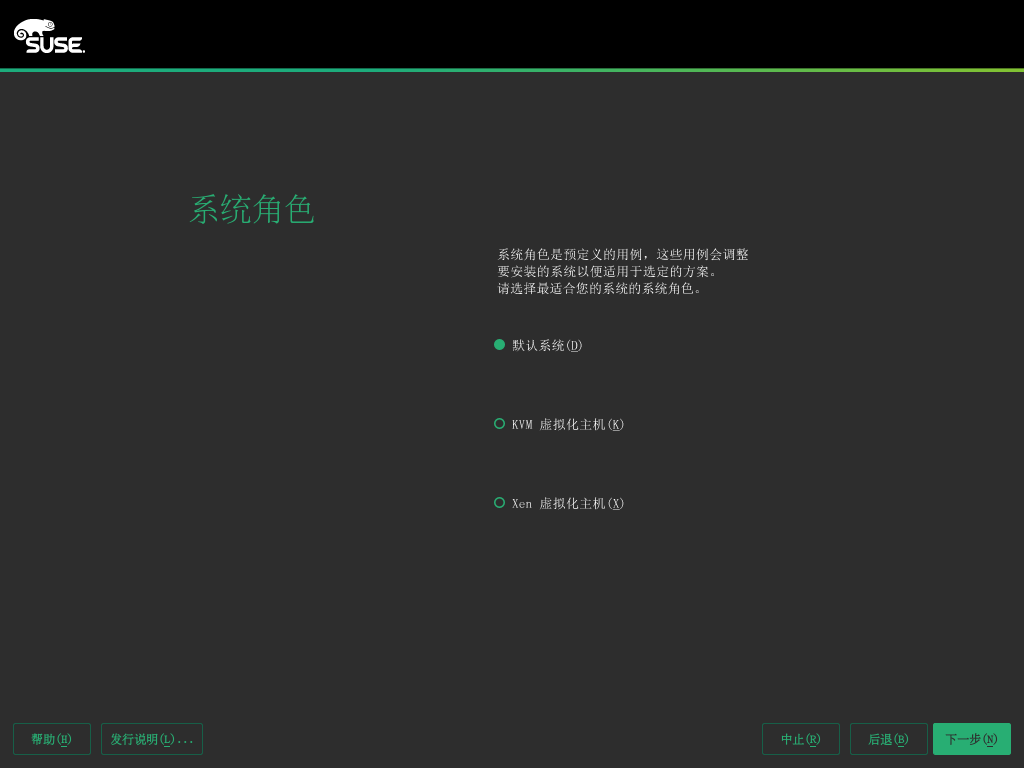 SUSE.
系统角色
系统角色是预定义的用例，这些用例会调整
要安装的系统以便适用于选定的方案。
请选择最适合您的系统的系统角色。
默认系统(D)
KVM 虚拟化主机(K)
Xen 虚拟化主机(X)
帮助(H) 发行说明(L)... 中止(R) 后退(B) 下一步(N)